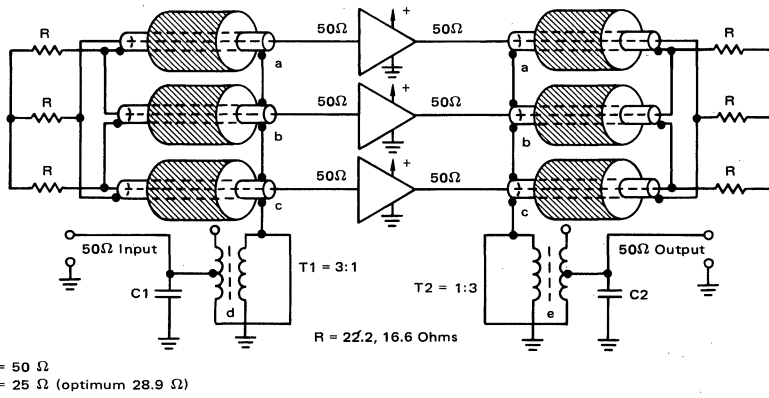 R
R
R
a
b
c
50Ω
50Ω
50Ω
+
+
+
50Ω
50Ω
50Ω
a
b
c
R
R
R
50Ω Input
C1
d
T1 = 3:1
T2 = 1:3
e
50Ω Output
C2
R = 22.2, 16.6 Ohms
= 50 Ω
= 25 Ω (optimum 28.9 Ω)